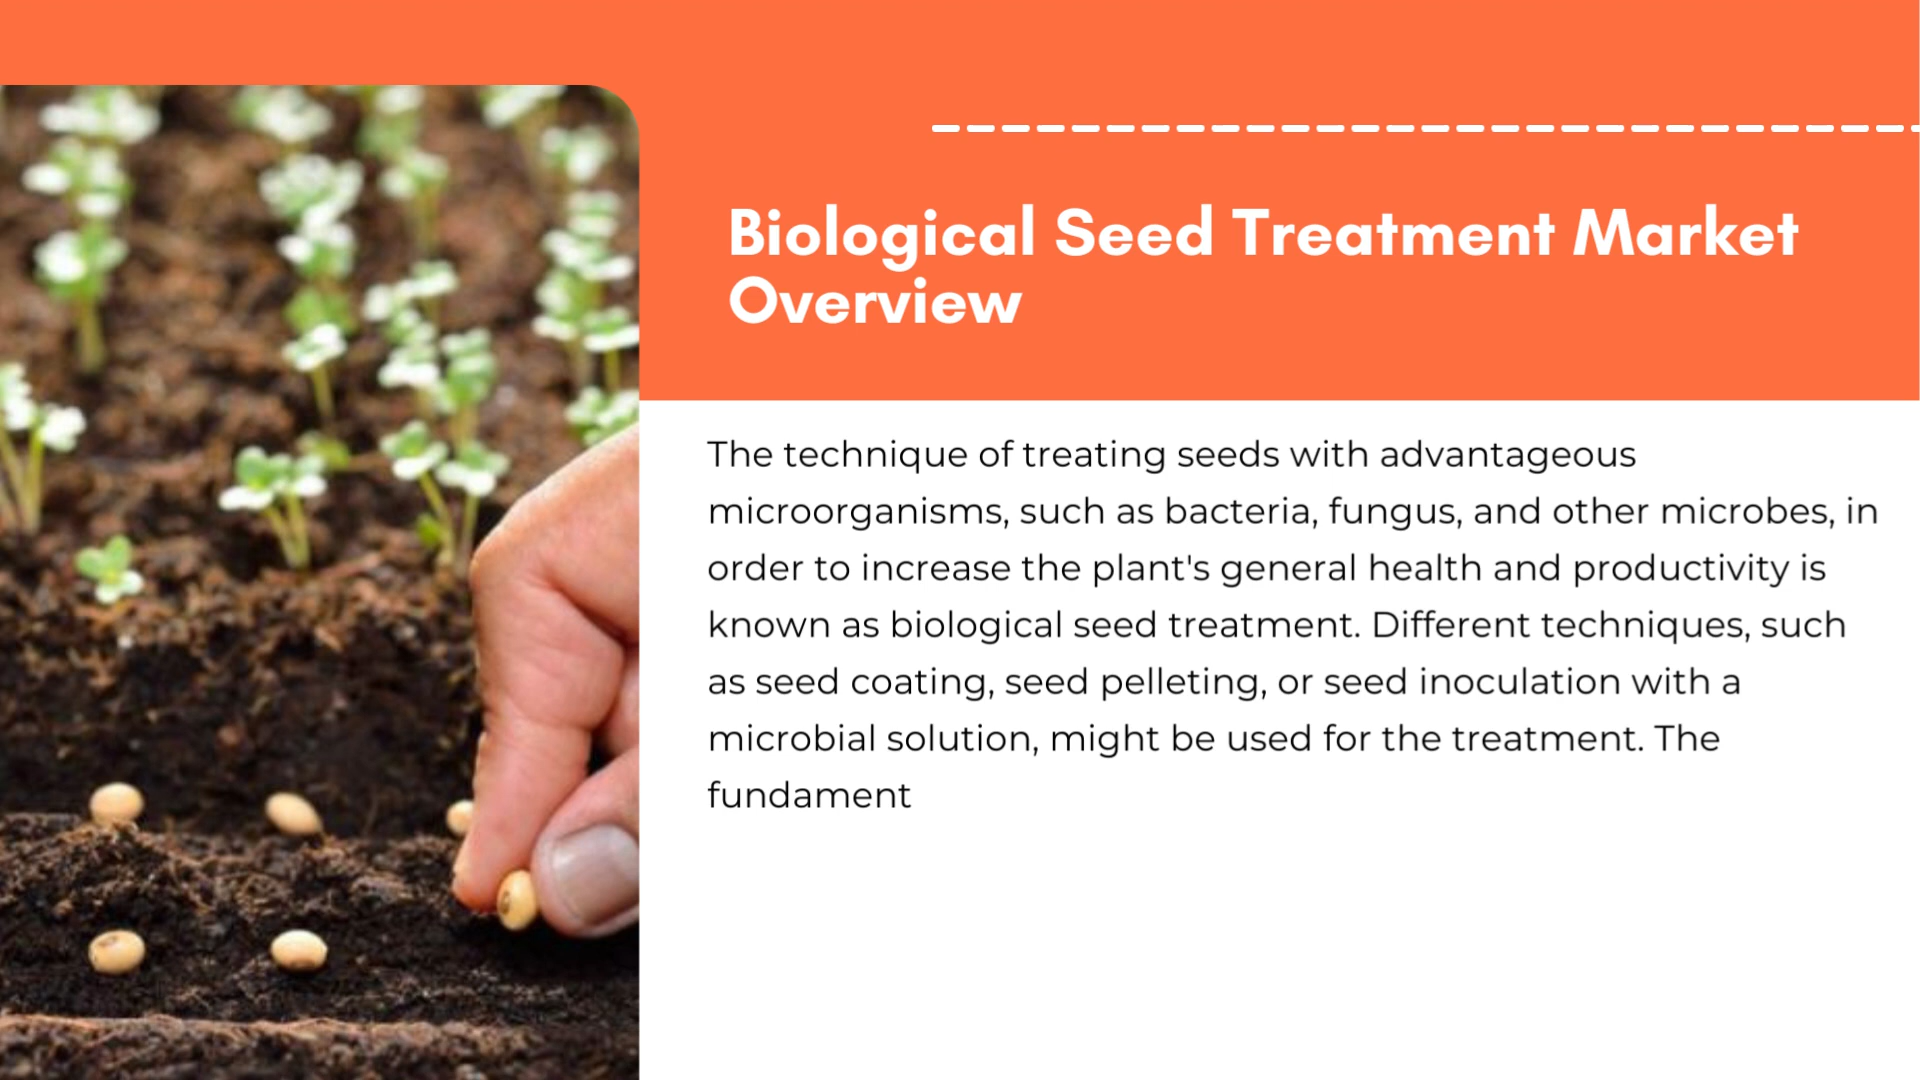 Biological Seed Treatment Market
Overview
The technique of treating seeds with advantageous
microorganisms, such as bacteria, fungus, and other microbes, in
order to increase the plant's general health and productivity is
known as biological seed treatment. Different techniques, such
as seed coating, seed pelleting, or seed inoculation with a
microbial solution, might be used for the treatment. The
fundament